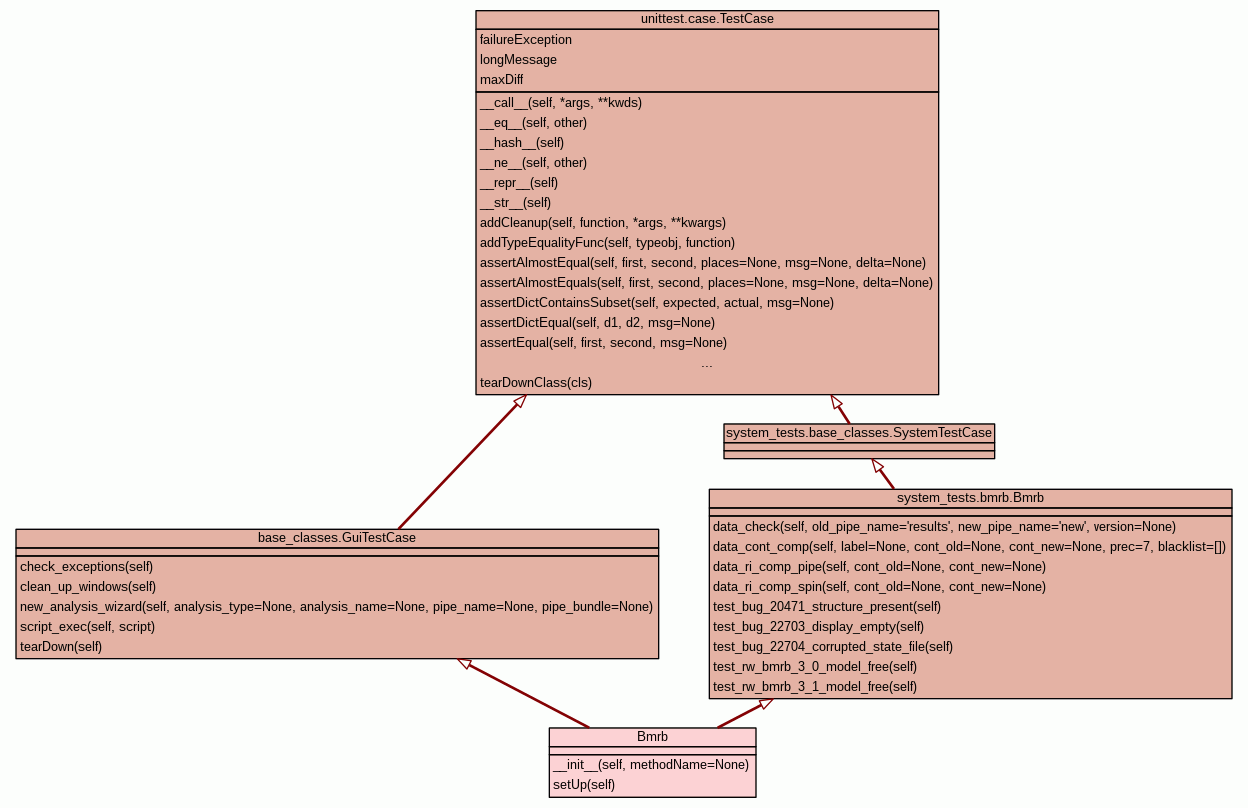 unittest.case.TestCase
failureException
longMessage
maxDiff
__call__(self, *args, **kwds)
__eq__(self, other)
__hash__(self)
__ne__(self, other)
__repr__(self)
__str__(self)
addCleanup(self, function, *args, **kwargs)
addTypeEqualityFunc(self, typeobj, function)
assertAlmostEqual(self, first, second, places=None, msg=None, delta=None)
assertAlmostEquals(self, first, second, places=None, msg=None, delta=None)
assertDictContainsSubset(self, expected, actual, msg=None)
assertDictEqual(self, d1, d2, msg=None)
assertEqual(self, first, second, msg=None)
...
tearDownClass(cls)
system_tests.base_classes.SystemTestCase
system_tests.bmrb.Bmrb
data_check(self, old_pipe_name='results', new_pipe_name='new', version=None)
data_cont_comp(self, label=None, cont_old=None, cont_new=None, prec=7, blacklist=[])
data_ri_comp_pipe(self, cont_old=None, cont_new=None)
data_ri_comp_spin(self, cont_old=None, cont_new=None)
test_bug_20471_structure_present(self)
test_bug_22703_display_empty(self)
test_bug_22704_corrupted_state_file(self)
test_rw_bmrb_3_0_model_free(self)
test_rw_bmrb_3_1_model_free(self)
base_classes.GuiTestCase
check_exceptions(self)
clean_up_windows(self)
new_analysis_wizard(self, analysis_type=None, analysis_name=None, pipe_name=None, pipe_bundle=None)
script_exec(self, script)
tearDown(self)
Bmrb
__init__(self, methodName=None)
setUp(self)